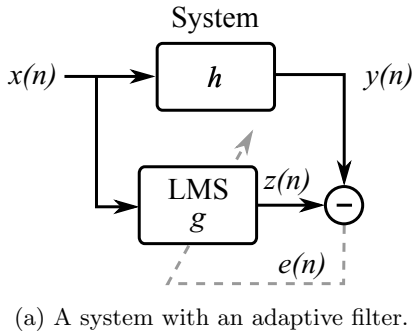 System
x(n)
h
y(n)
LMS
g
z(n)
−
e(n)
(a) A system with an adaptive filter.